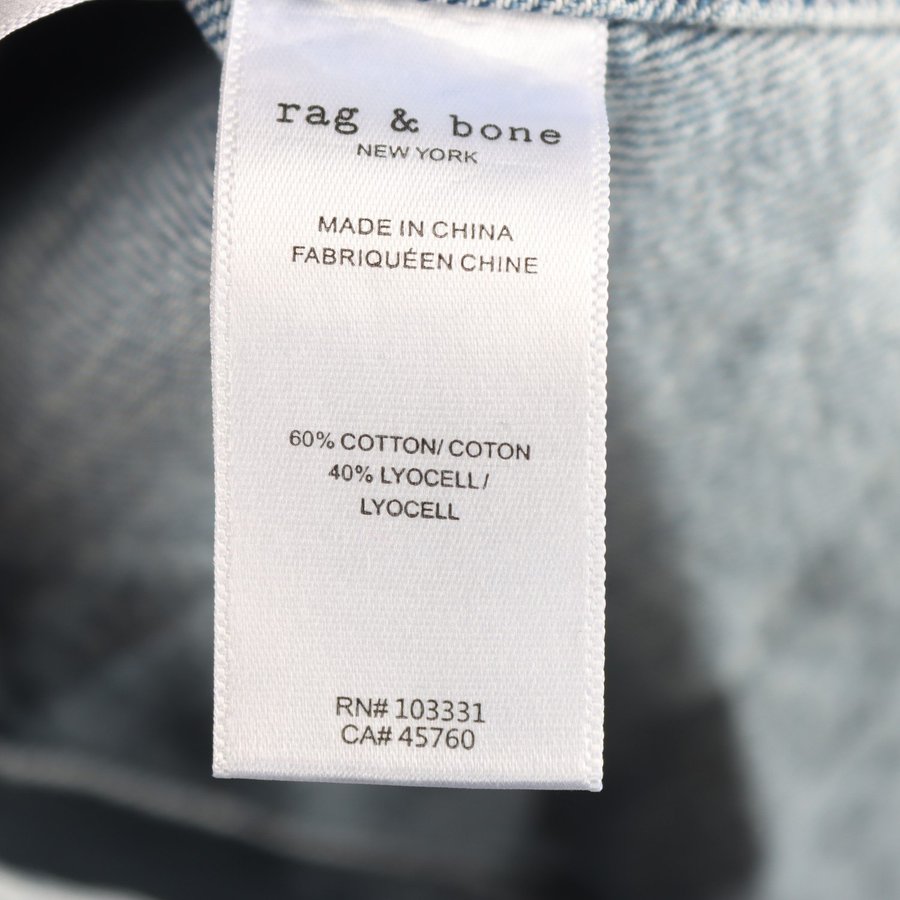 rag & bone
NEW YORK
MADE IN CHINA
FABRIQUÉEN CHINE
60% COTTON/ COTON
40% LYOCELL/
LYOCELL
RN# 103331
CA# 45760